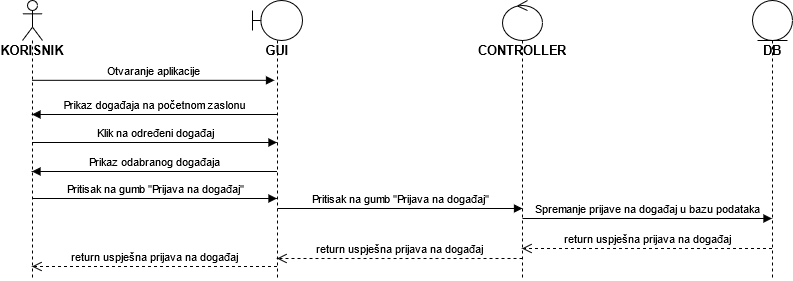 KORISNIK
GUI
CONTROLLER
DB
Otvaranje aplikacije
Prikaz događaja na početnom zaslonu
Klik na određeni događaj
Prikaz odabranog događaja
Pritisak na gumb "Prijava na događaj"
Pritisak na gumb "Prijava na događaj"
Spremanje prijave na događaj u bazu podataka
return uspješna prijava na događaj
return uspješna prijava na događaj
return uspješna prijava na događaj